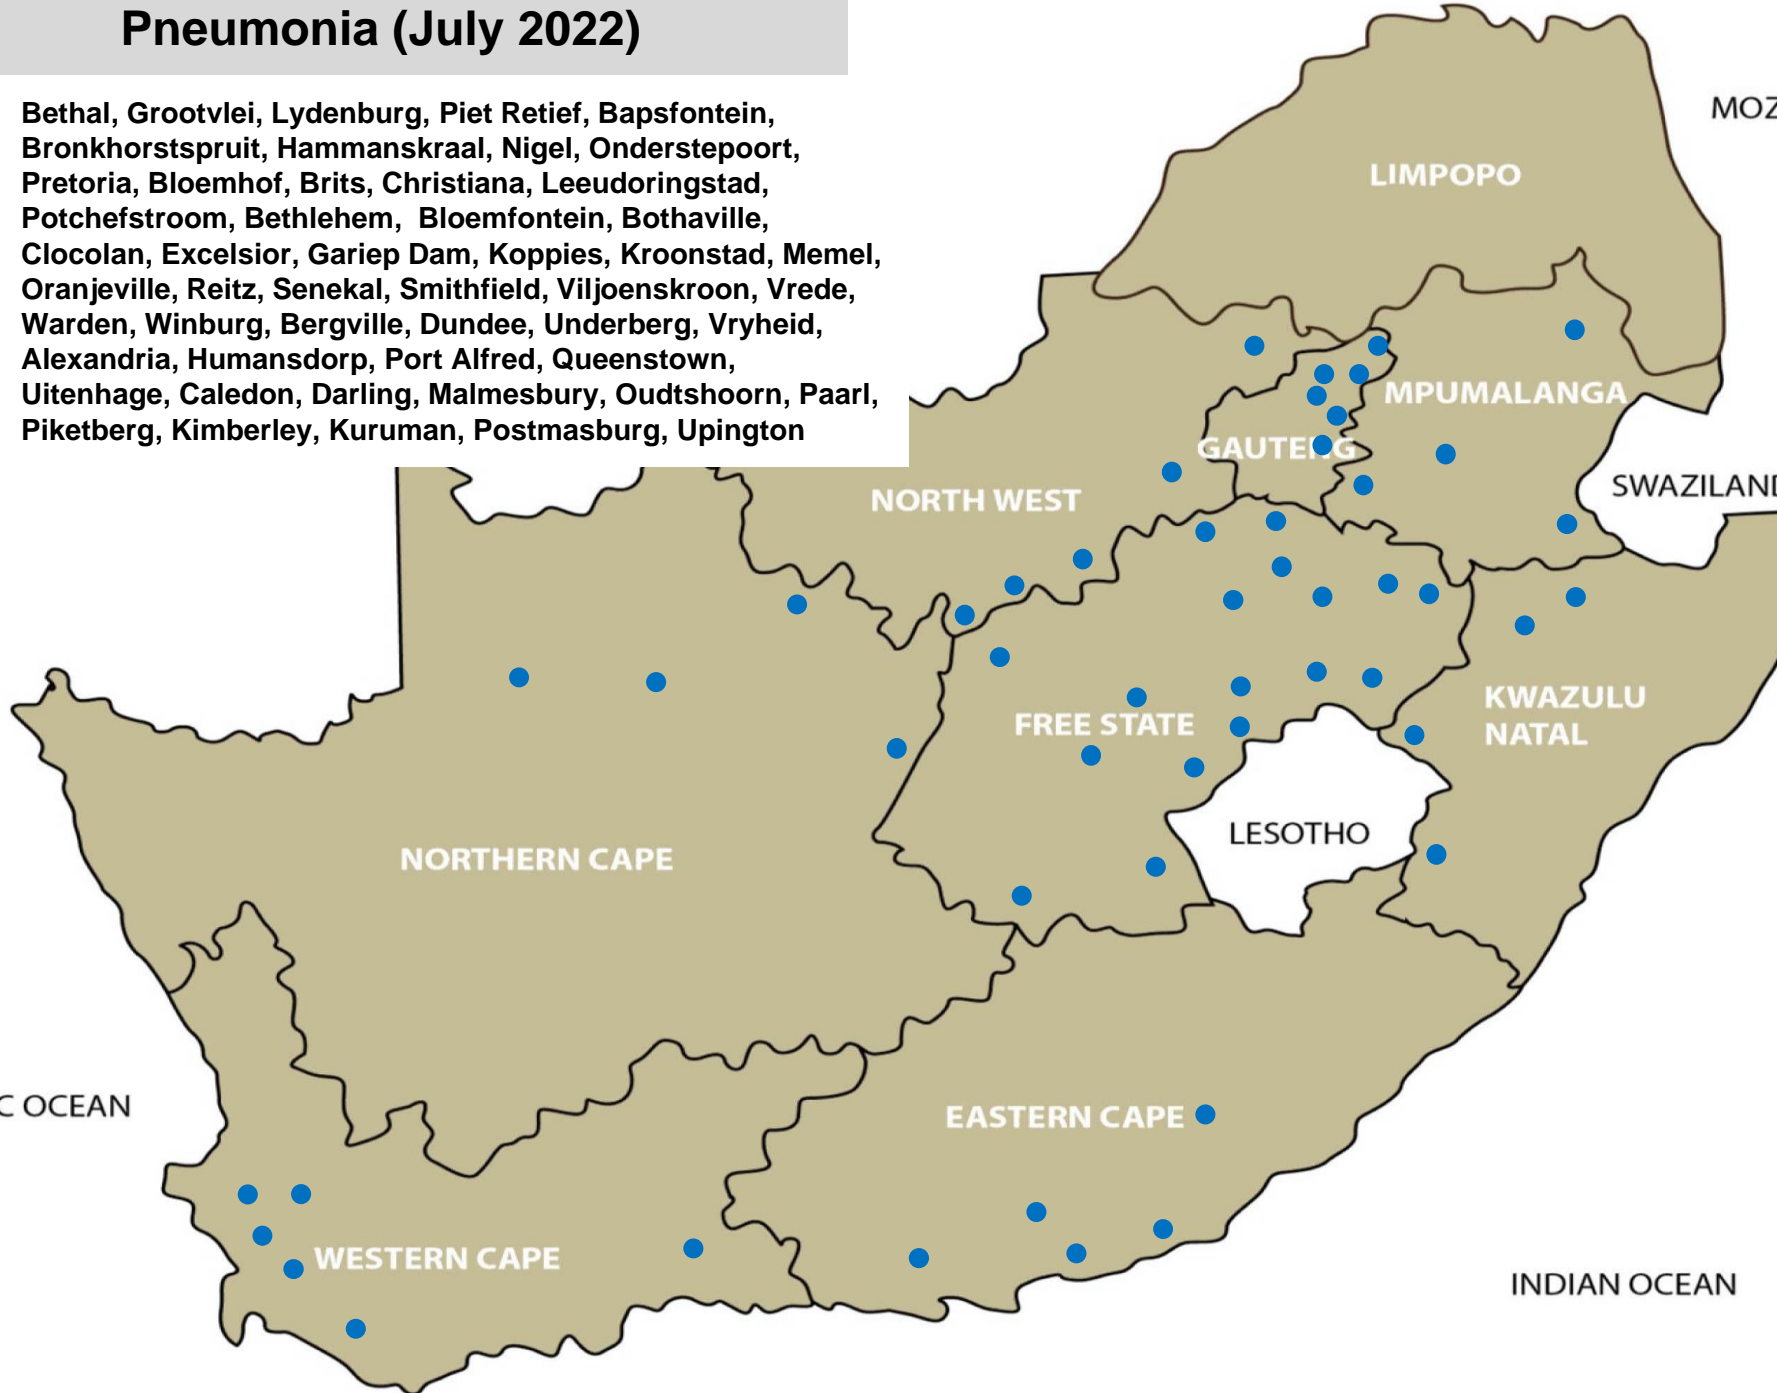 Pneumonia (July 2022)
Bethal, Grootvlei, Lydenburg, Piet Retief, Bapsfontein,
Bronkhorstspruit, Hammanskraal, Nigel, Onderstepoort,
Pretoria, Bloemhof, Brits, Christiana, Leeudoringstad,
Potchefstroom, Bethlehem, Bloemfontein, Bothaville,
Clocolan, Excelsior, Gariep Dam, Koppies, Kroonstad, Memel,
Oranjeville, Reitz, Senekal, Smithfield, Viljoenskroon, Vrede,
Warden, Winburg, Bergville, Dundee, Underberg, Vryheid,
Alexandria, Humansdorp, Port Alfred, Queenstown,
Uitenhage, Caledon, Darling, Malmesbury, Oudtshoorn, Paarl,
Piketberg, Kimberley, Kuruman, Postmasburg, Upington
MOZ
LIMPOPO
MPUMALANGA
GAUTENG
SWAZILAND
NORTH WEST
KWAZULU
NATAL
FREE STATE
LESOTHO
NORTHERN CAPE
C OCEAN
EASTERN CAPE
WESTERN CAPE
INDIAN OCEAN